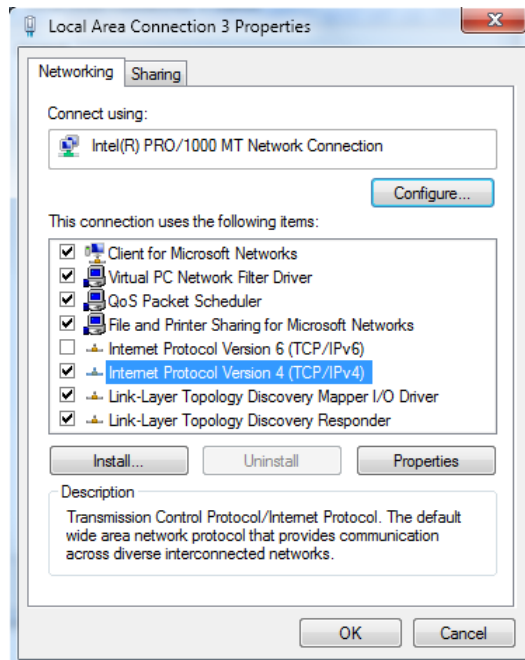 Local Area Connection 3 Properties
Networking
Sharing
Connect using:
Intel(R) PRO/1000 MT Network Connection
Configure...
This connection uses the following items:
Client for Microsoft Networks
Virtual PC Network Filter Driver
QoS Packet Scheduler
File and Printer Sharing for Microsoft Networks
Internet Protocol Version 6 (TCP/IPv6)
Internet Protocol Version 4 (TCP/IPv4)
Link-Layer Topology Discovery Mapper I/O Driver
Link-Layer Topology Discovery Responder
Install...
Uninstall
Properties
Description
Transmission Control Protocol/Internet Protocol. The default
wide area network protocol that provides communication
across diverse interconnected networks.
OK
Cancel